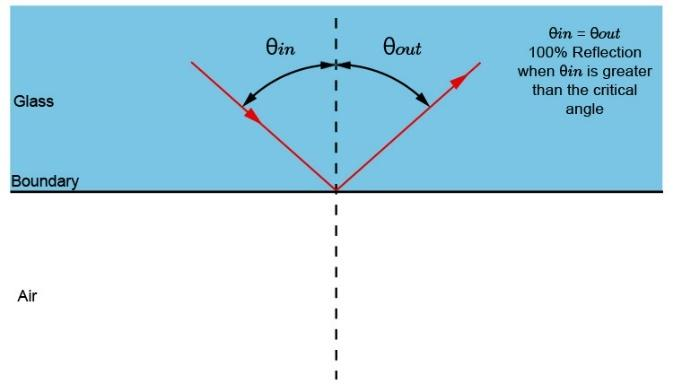 θin
θout
θin = θout
100% Reflection
when θin is greater
than the critical
angle
Glass
Boundary
Air